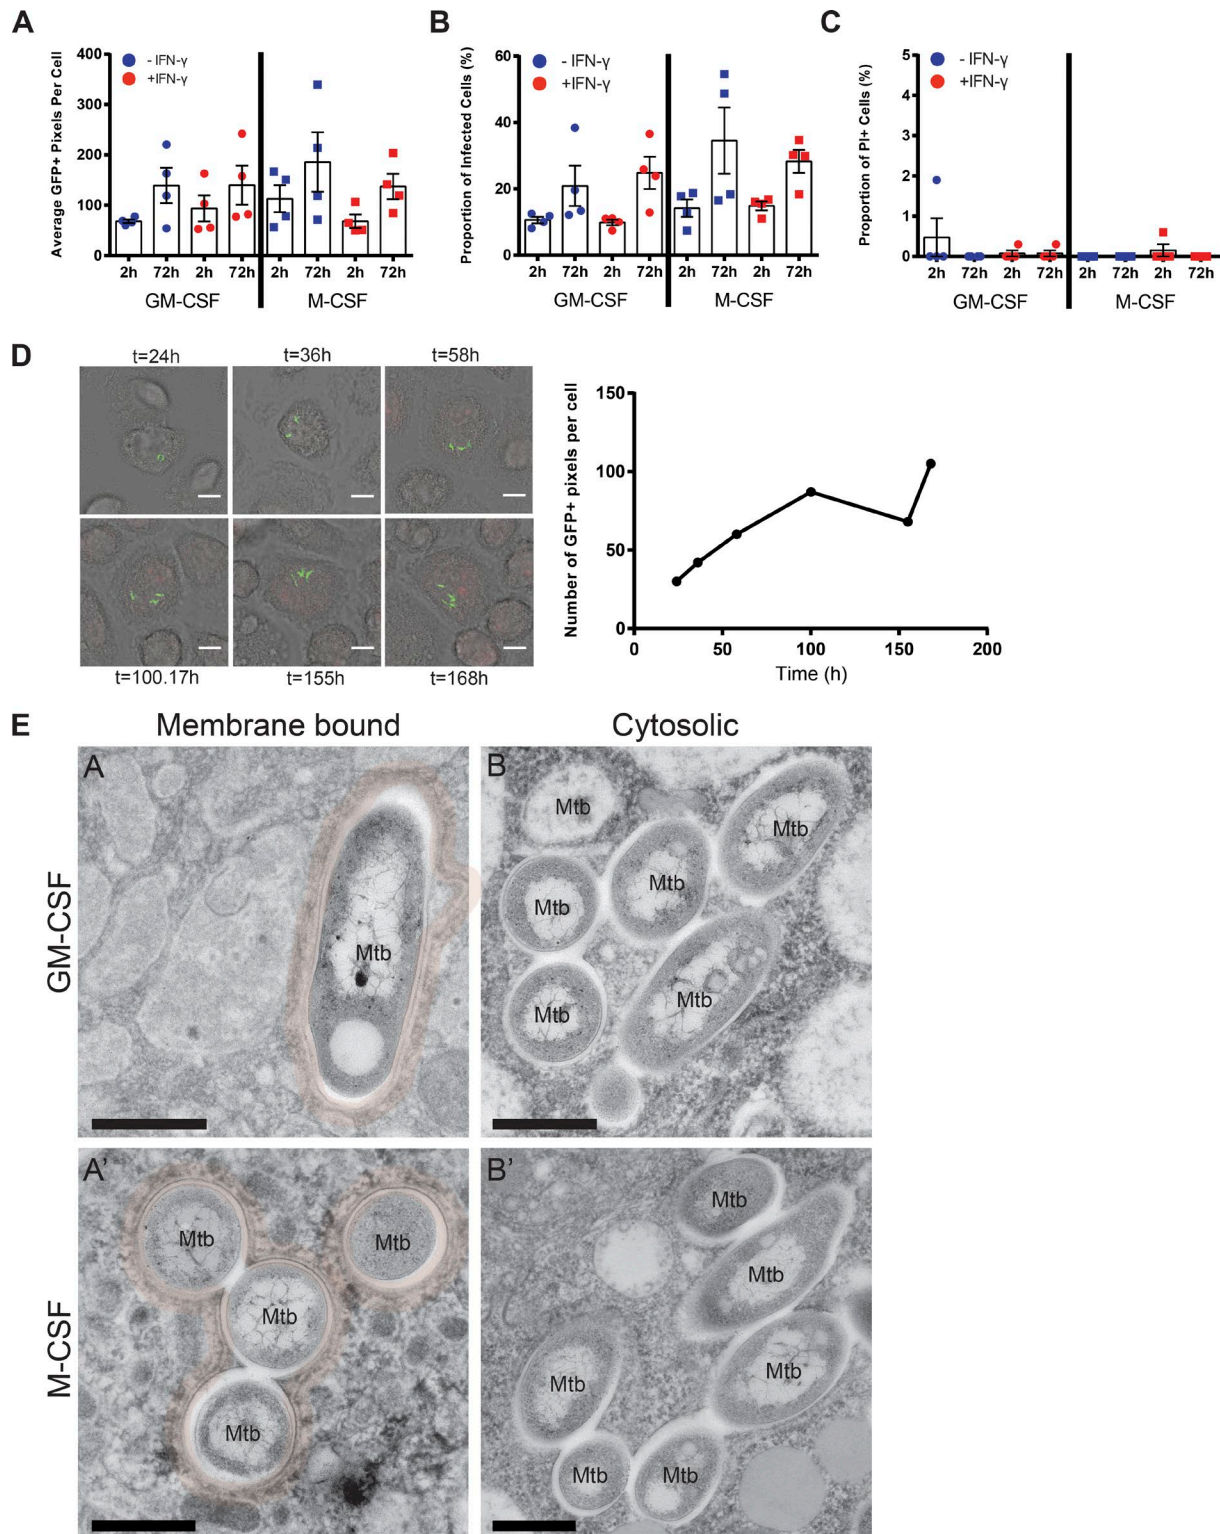 A
Average GFP+ Pixels Per Cell
400
300
200
100
0
- IFN-γ
+IFN-γ
2h 72h 2h 72h 2h 72h 2h 72h
GM-CSF M-CSF
B
Proportion of Infected Cells (%)
60
40
20
0
- IFN-γ
+IFN-γ
2h 72h 2h 72h 2h 72h 2h 72h
GM-CSF M-CSF
C
Proportion of PI+ Cells (%)
5
4
3
2
1
0
- IFN-γ
+IFN-γ
2h 72h 2h 72h 2h 72h 2h 72h
GM-CSF M-CSF
D
t=24h t=36h t=58h
t=100.17h t=155h t=168h
Number of GFP+ pixels per cell
150
100
50
0
0 50 100 150 200
Time (h)
E
Membrane bound Cytosolic
GM-CSF
A
Mtb
B
Mtb
Mtb
Mtb
Mtb
Mtb
Mtb
M-CSF
A'
Mtb
Mtb
Mtb
Mtb
B'
Mtb
Mtb
Mtb
Mtb
Mtb
Mtb